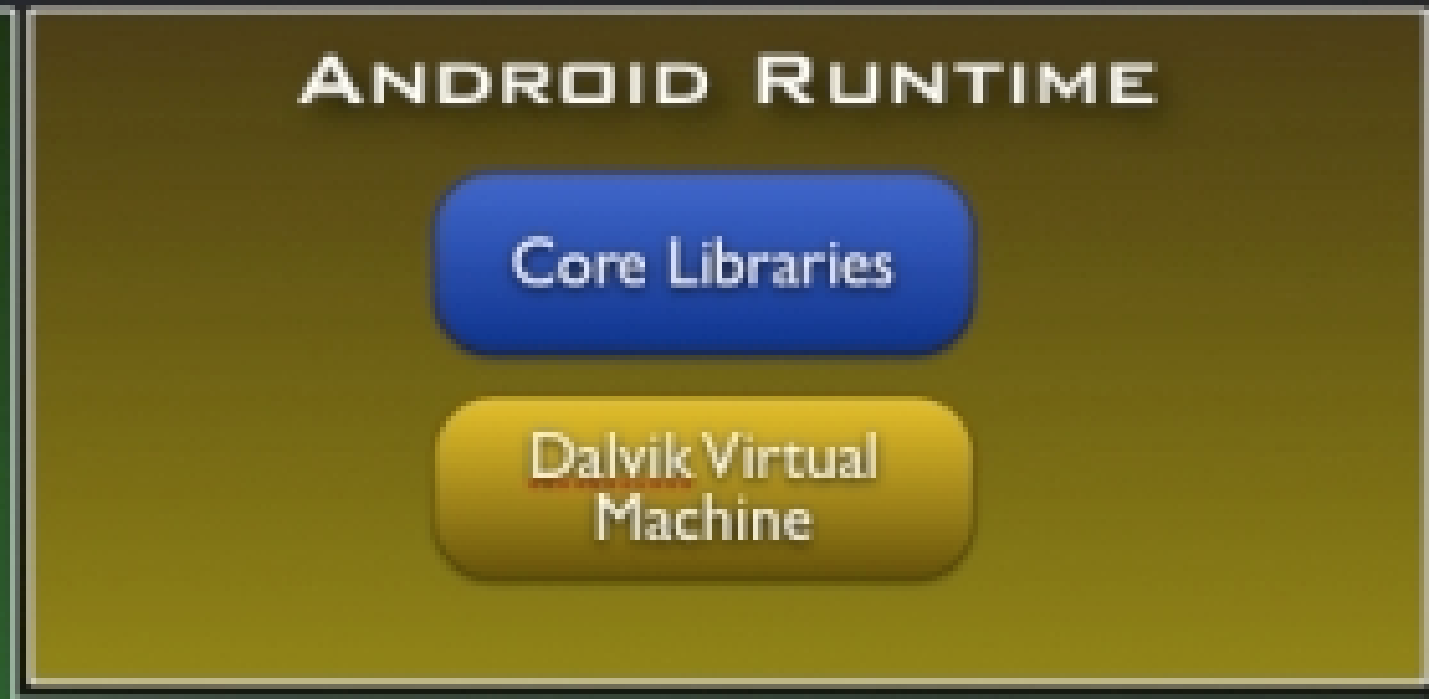 Android Runtime
Core Libraries
Dalvik Virtual
Machine